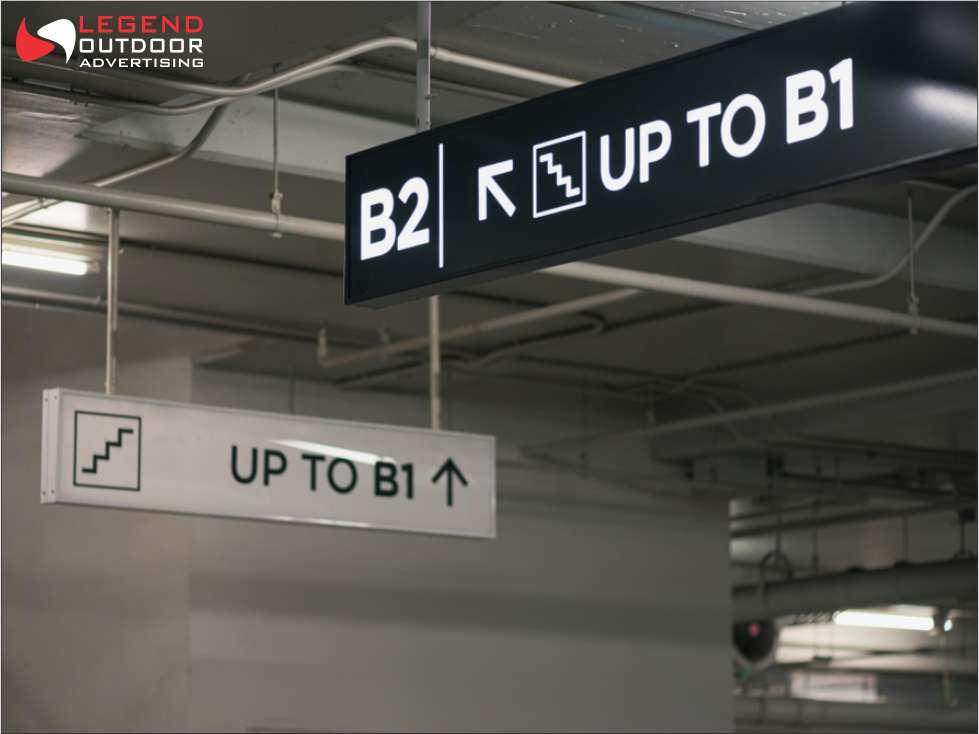 LEGEND
OUTDOOR
ADVERTISING
B2 UP TO B1
UP TO B1